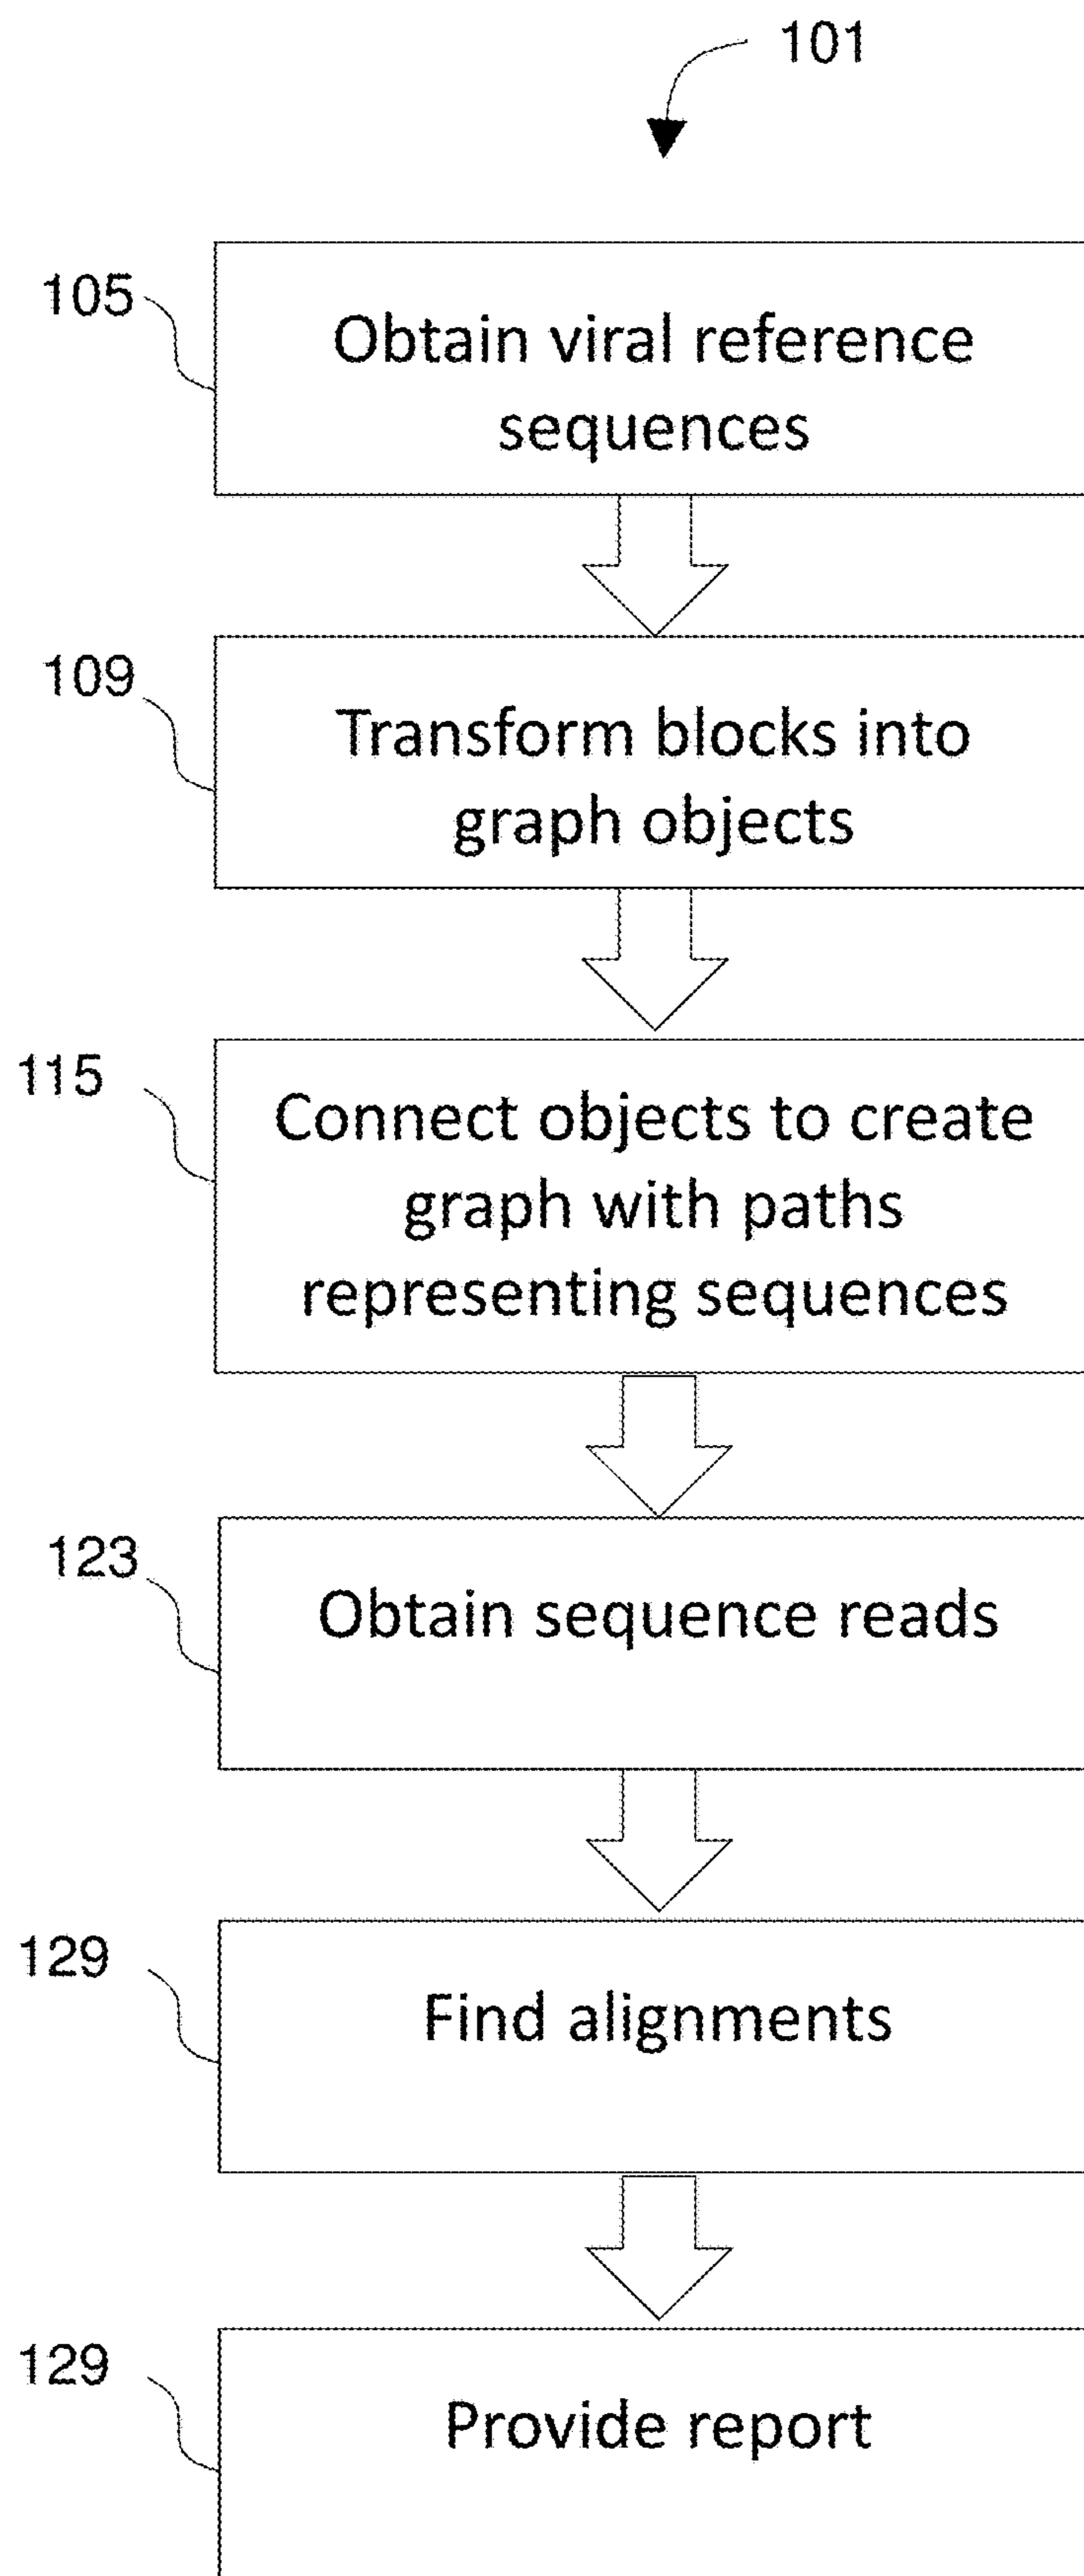 101
105
Obtain viral reference
sequences
109
Transform blocks into
graph objects
115
Connect objects to create
graph with paths
representing sequences
123
Obtain sequence reads
129
Find alignments
129
Provide report